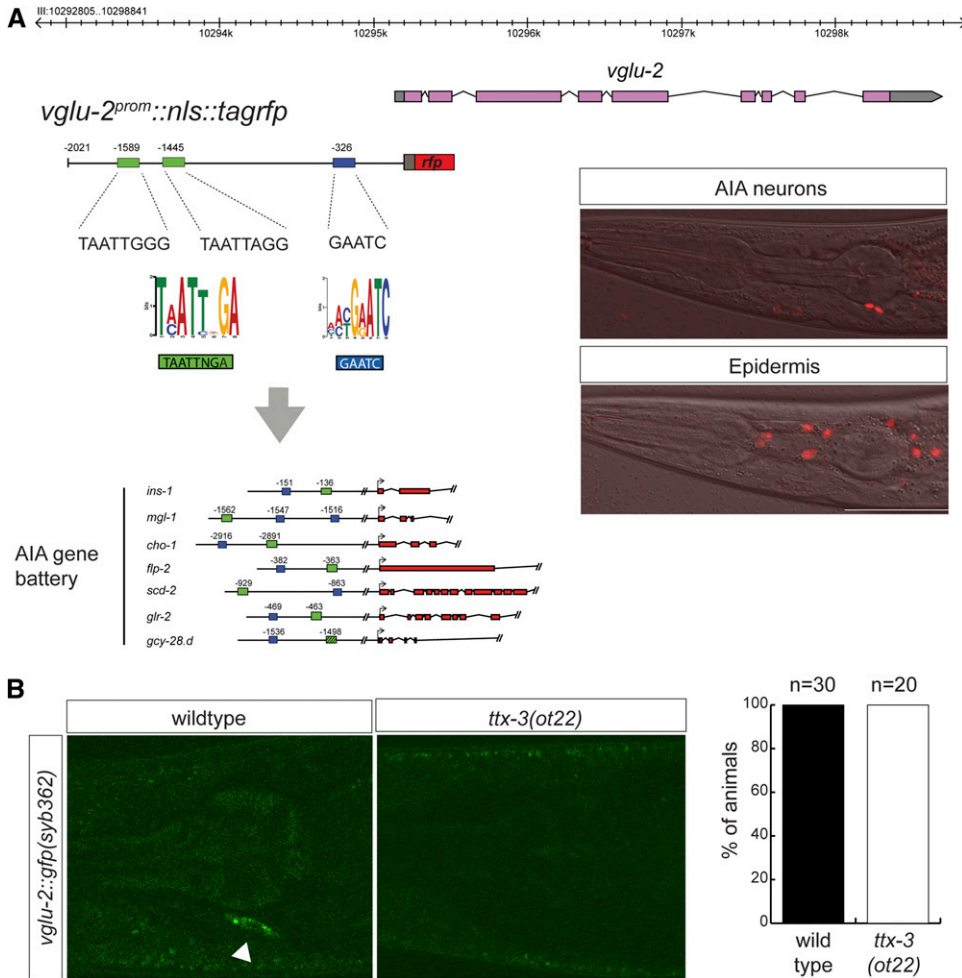 A
III:10292805..10298841
10294k 10295k 10296k 10297k 10298k
vglu-2
vglu-2prom::nls::tagrfp
-2021 -1589 -1445 -326
rfp
TAATTGGG TAATTAGG GAATC
TAATTNGA GAATC
AIA neurons
Epidermis
AIA gene
battery
ins-1 -151 -136
mgl-1 -1562 -1547 -1516
cho-1 -2916 -2891
flp-2 -382 -363
scd-2 -929 -863
glr-2 -469 -463
gcy-28.d -1536 -1498
B
wildtype
ttx-3(ot22)
vglu-2::gfp(syb362)
n=30 n=20
% of animals
100
80
60
40
20
0
wild
type
ttx-3
(ot22)